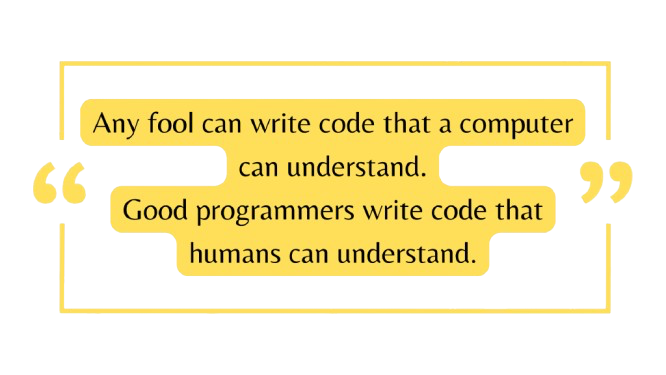 Any fool can write code that a computer
can understand.
Good programmers write code that
humans can understand.